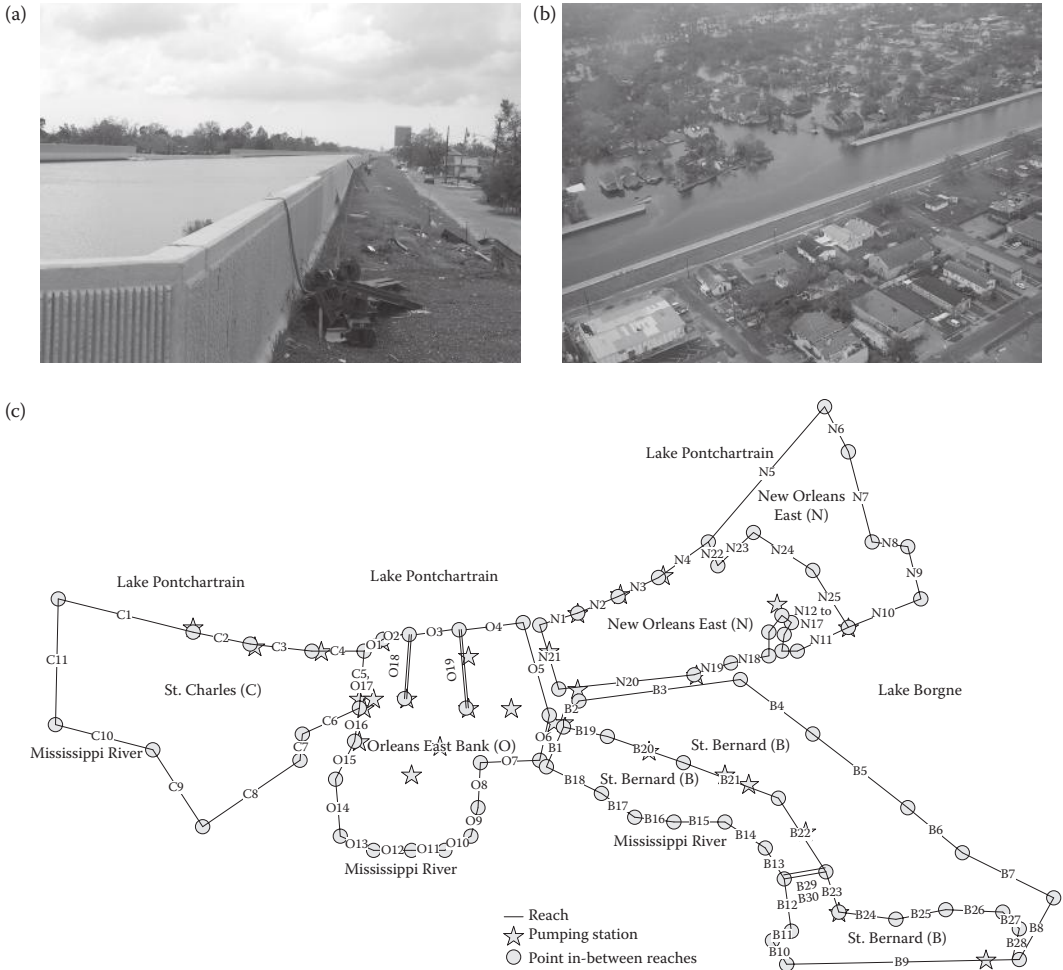 (a)
(b)
(c)
Lake Pontchartrain
N6
N5
New Orleans
East (N)
N7
N8
N23
N22
N24
N4
N9
Lake Pontchartrain
Lake Pontchartrain
N3
N25
N10
N2
N12 to
N17
C1
N1
New Orleans East (N)
N11
C2
C3
C4
O1
O2
O3
O4
C11
C5
O18
O19
O5
N21
N18
N19
St. Charles (C)
O17
N20
B3
Lake Borgne
C6
O16
B2
B4
C10
Mississippi River
C7
Orleans East Bank (O)
O6
B19
B20
St. Bernard (B)
O15
O7
B1
C9
C8
O8
B18
St. Bernard (B)
B21
B5
O14
O9
B17
B16
B15
B22
B6
O13
O12
O11
O10
Mississippi River
B14
Mississippi River
B13
B7
B29
B30
B23
B12
Reach
B24
B25
B26
B27
B8
Pumping station
B11
St. Bernard (B)
B28
Point in-between reaches
B10
B9